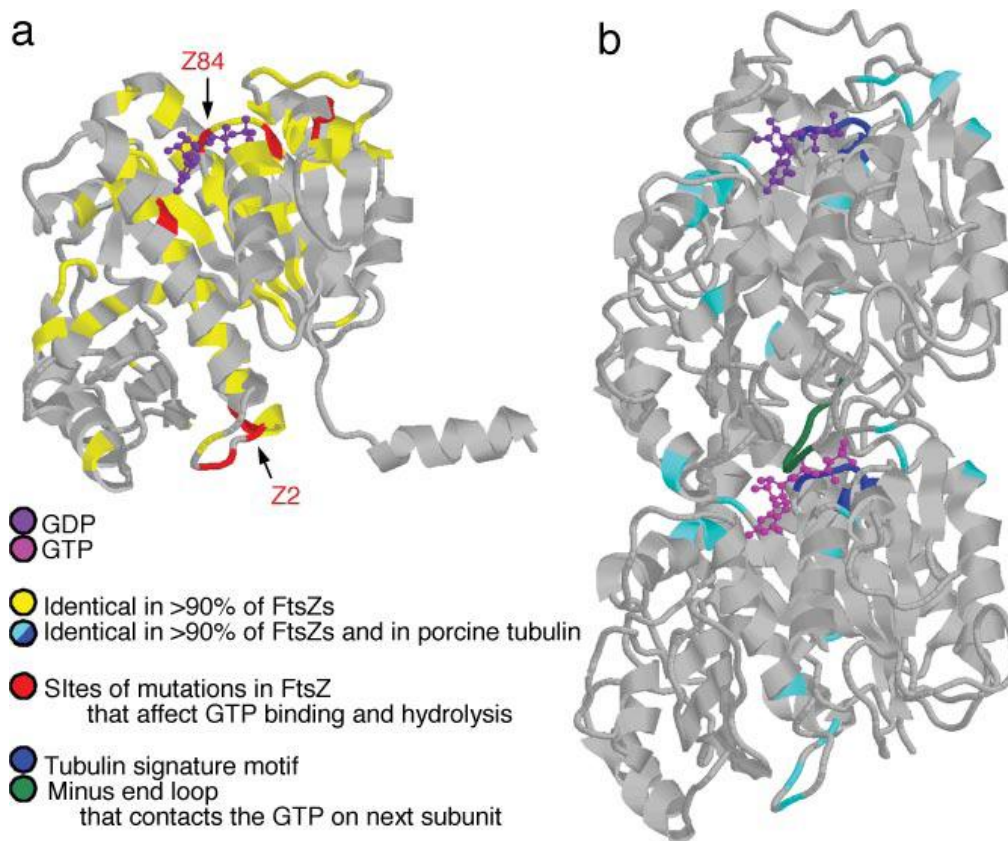 a
Z84
b
Z2
GDP
GTP
Identical in >90% of FtsZs
Identical in >90% of FtsZs and in porcine tubulin
SItes of mutations in FtsZ
that affect GTP binding and hydrolysis
Tubulin signature motif
Minus end loop
that contacts the GTP on next subunit